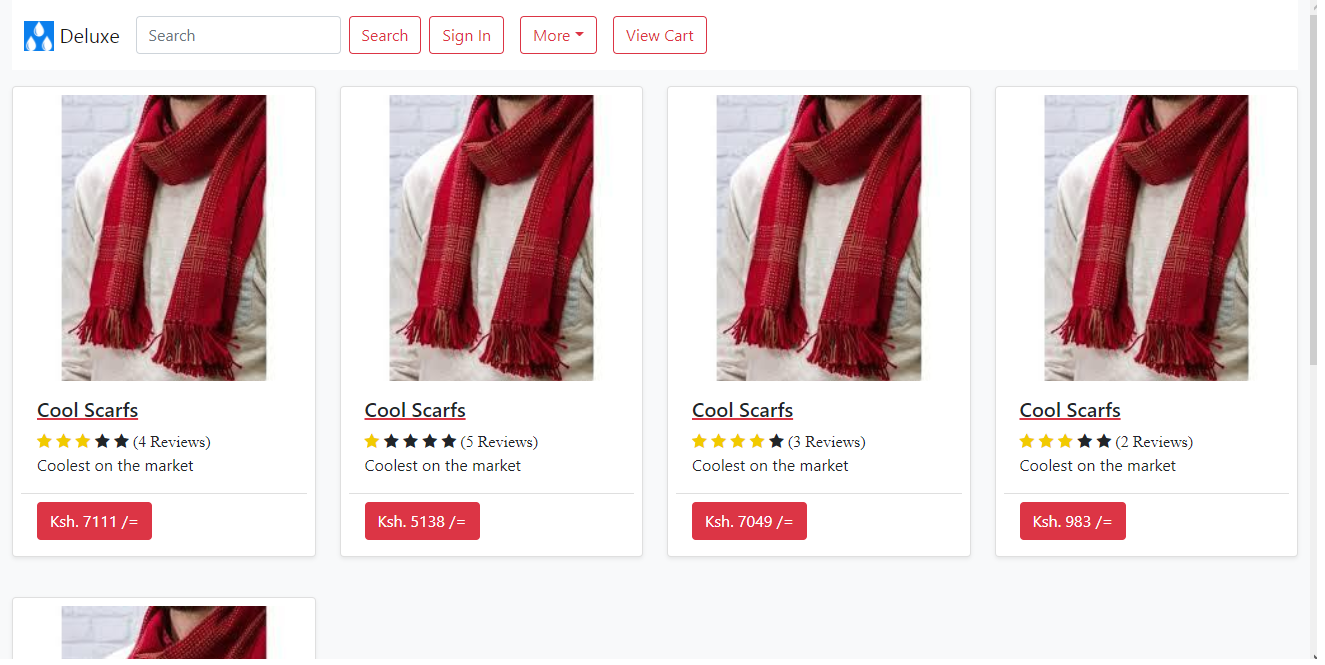 Deluxe Search Search Sign In More View Cart
Cool Scarfs Cool Scarfs Cool Scarfs Cool Scarfs
(4 Reviews) (5 Reviews) (3 Reviews) (2 Reviews)
Coolest on the market Coolest on the market Coolest on the market Coolest on the market
Ksh. 7111 /= Ksh. 5138 /= Ksh. 7049 /= Ksh. 983 /=